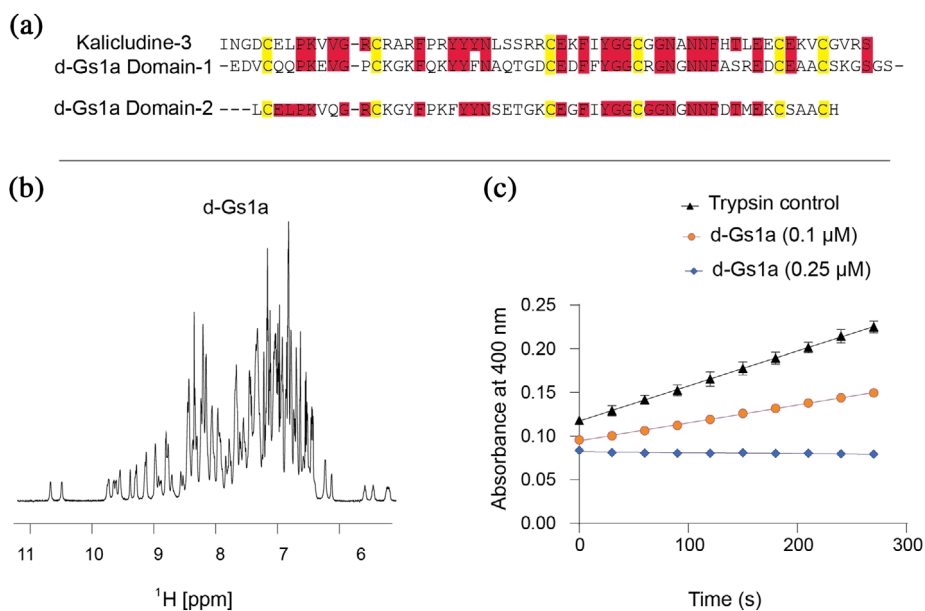 (a)
Kalicludine-3 INGDCELPKVVG-RCRARFPRYYYNLSSRRCEKFIYGGCGGNANNFHTLEECEKVCGVRS
d-Gs1a Domain-1 -EDVCQQPKEVG-PCKGKFQKYYFNAQTGDCEDFFYGGCRGNGNNFASREDCEAACSKGSGS-
d-Gs1a Domain-2 ---LCELPKVQG-RCKGYFPKFYYNSETGKCEGFIYGGCGGNGNNFDTMEKCSAACH
(b)
d-Gs1a
11 10 9 8 7 6
1H [ppm]
(c)
Trypsin control
d-Gs1a (0.1 µM)
d-Gs1a (0.25 µM)
Absorbance at 400 nm
0.25
0.20
0.15
0.10
0.05
0.00
0 100 200 300
Time (s)